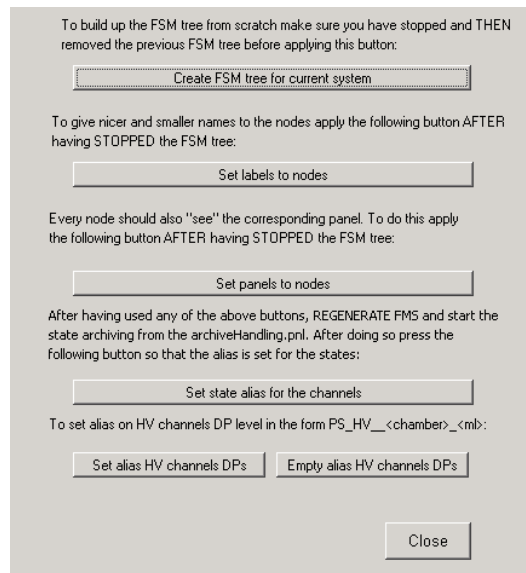 To build up the FSM tree from scratch make sure you have stopped and THEN
removed the previous FSM tree before applying this button:
Create FSM tree for current system
To give nicer and smaller names to the nodes apply the following button AFTER
having STOPPED the FSM tree:
Set labels to nodes
Every node should also "see" the corresponding panel. To do this apply
the following button AFTER having STOPPED the FSM tree:
Set panels to nodes
After having used any of the above buttons, REGENERATE FMS and start the
state archiving from the archiveHandling.pnl. After doing so press the
following button so that the alias is set for the states:
Set state alias for the channels
To set alias on HV channels DP level in the form PS_HV__<chamber>_<ml>:
Set alias HV channels DPs
Empty alias HV channels DPs
Close